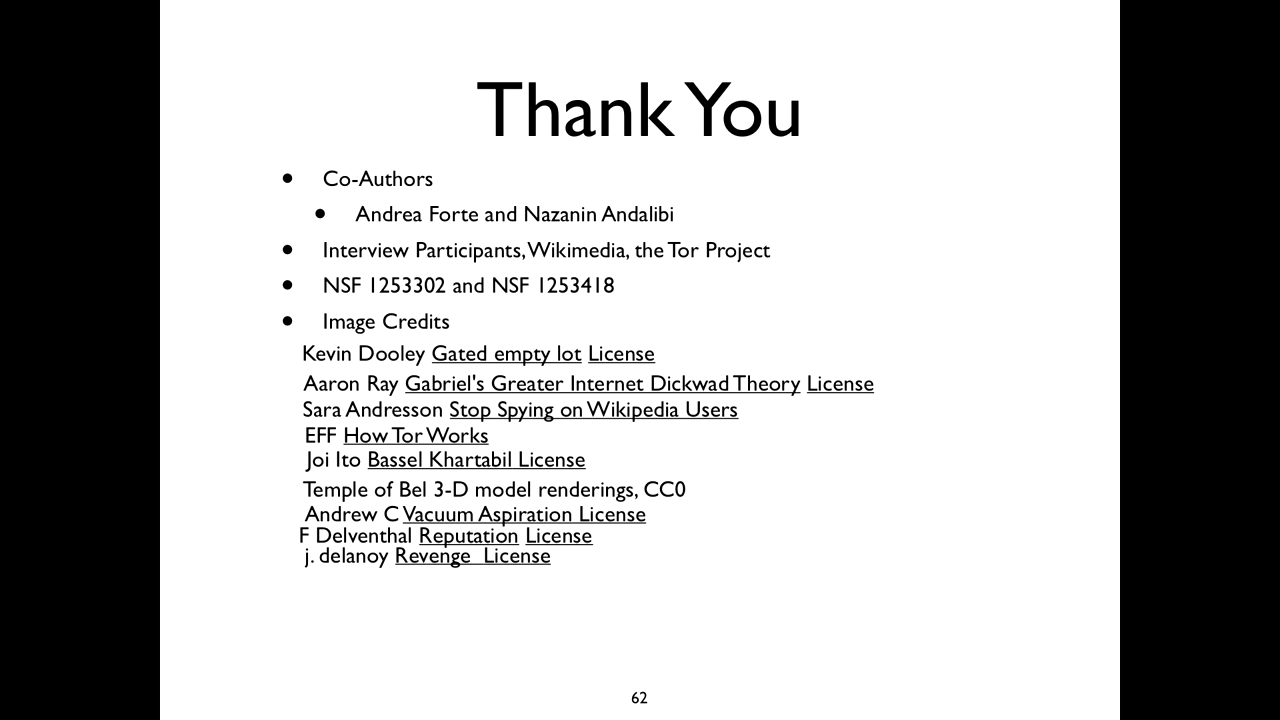 Thank You
• Co-Authors
• Andrea Forte and Nazanin Andalibi
• Interview Participants, Wikimedia, the Tor Project
• NSF 1253302 and NSF 1253418
• Image Credits
Kevin Dooley Gated empty lot License
Aaron Ray Gabriel's Greater Internet Dickwad Theory License
Sara Andresson Stop Spying on Wikipedia Users
EFF How Tor Works
Joi Ito Bassel Khartabil License
Temple of Bel 3-D model renderings, CC0
Andrew C Vacuum Aspiration License
F Delventhal Reputation License
j. delanoy Revenge License
62